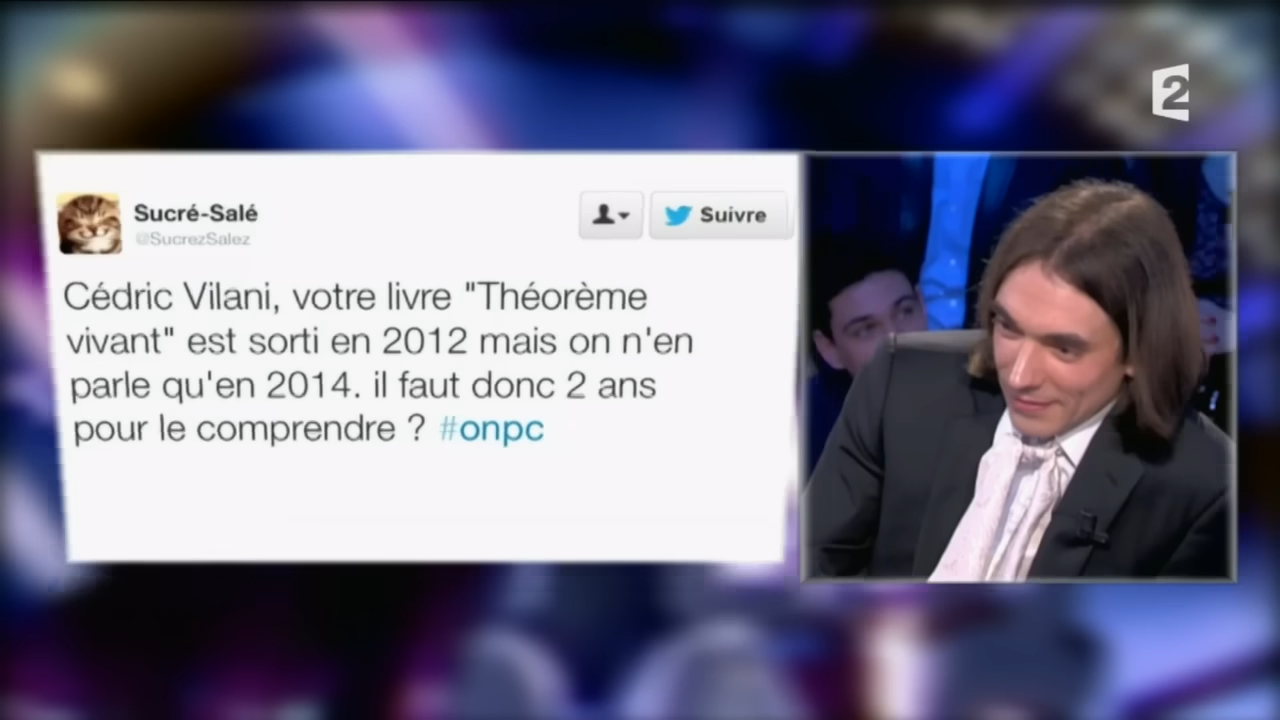 2
Sucré-Salé
@SucrezSalez
Suivre
Cédric Vilani, votre livre "Théorème
vivant" est sorti en 2012 mais on n'en
parle qu'en 2014. il faut donc 2 ans
pour le comprendre ? #onpc